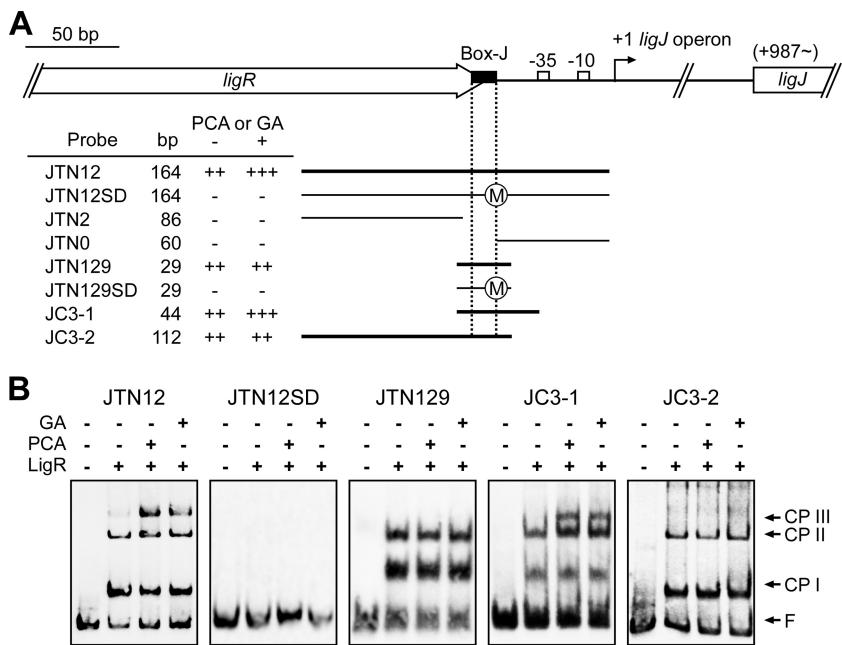 A
50 bp
Box-J
-35
-10
+1 ligJ operon
(+987~)
ligR
ligJ
PCA or GA
Probe bp - +
JTN12 164 ++ +++
JTN12SD 164 - - M
JTN2 86 - -
JTN0 60 - -
JTN129 29 ++ ++
JTN129SD 29 - - M
JC3-1 44 ++ +++
JC3-2 112 ++ ++
B
JTN12 JTN12SD JTN129 JC3-1 JC3-2
GA - - - + - - - + - - - + - - - + - - - +
PCA - - + - - - + - - - + - - - + - - - + -
LigR - + + + - + + + - + + + - + + + - + + +
CP III
CP II
CP I
F